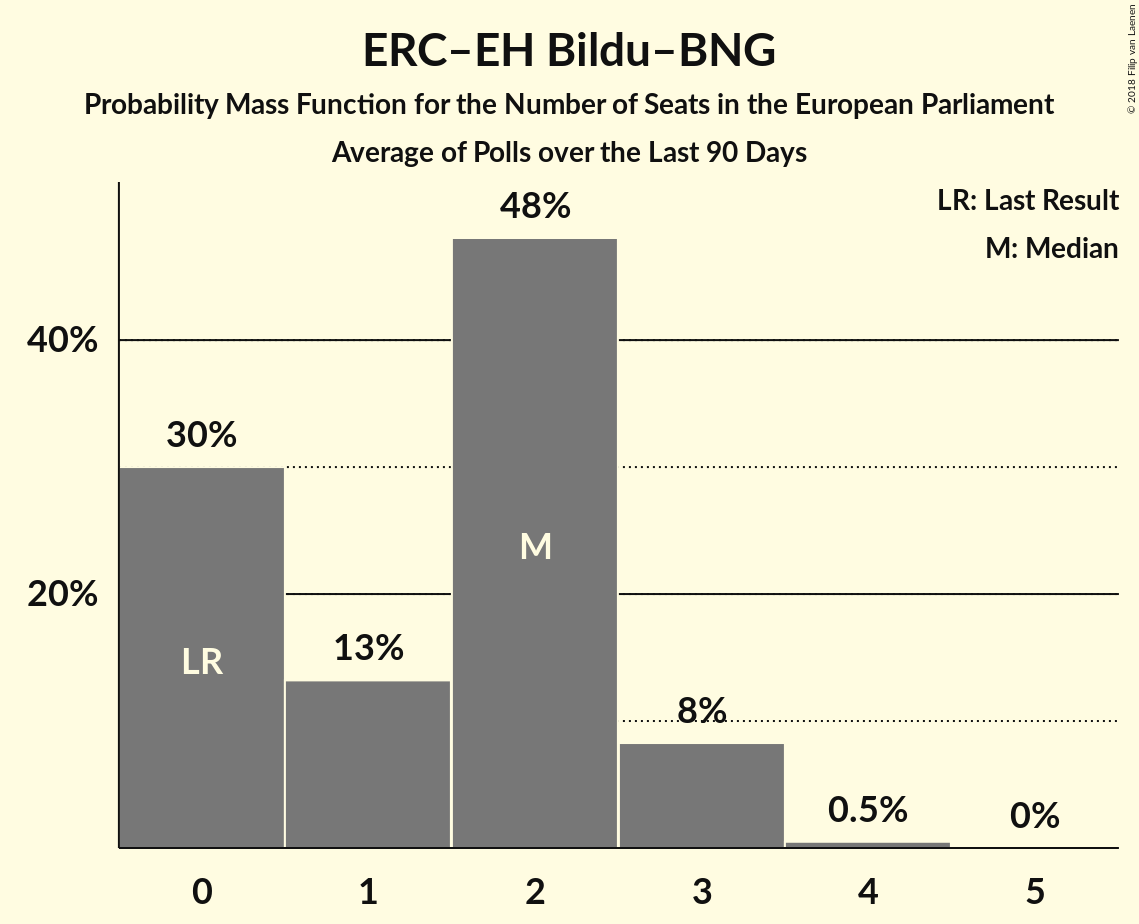 ERC–EH Bildu–BNG
Probability Mass Function for the Number of Seats in the European Parliament
Average of Polls over the Last 90 Days
© 2018 Filip van Laenen
LR: Last Result
M: Median
48%
40%
30%
M
20%
13%
LR
8%
0.5%
0%
0 1 2 3 4 5